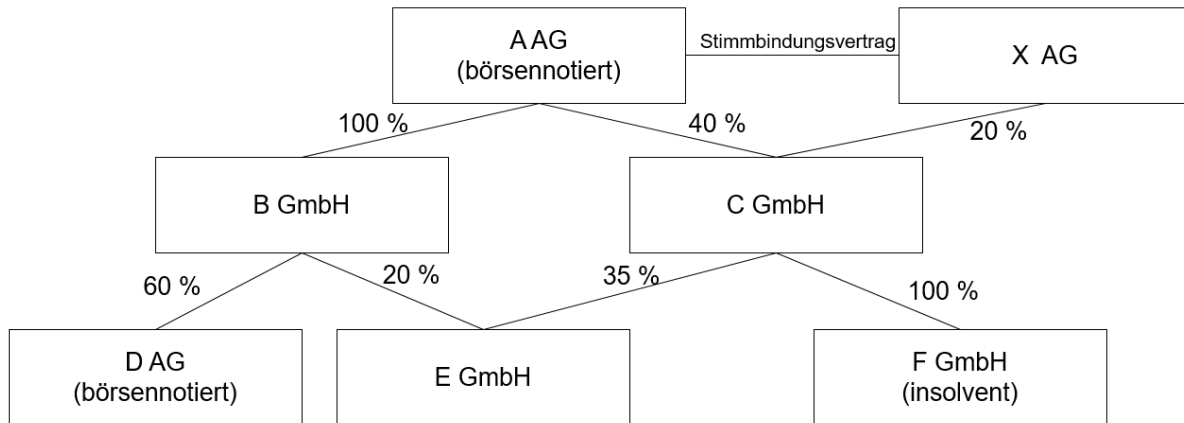 A AG
(börsennotiert)
Stimmbindungsvertrag
X AG
100 %
40 %
20 %
B GmbH
C GmbH
60 %
20 %
35 %
100 %
D AG
(börsennotiert)
E GmbH
F GmbH
(insolvent)